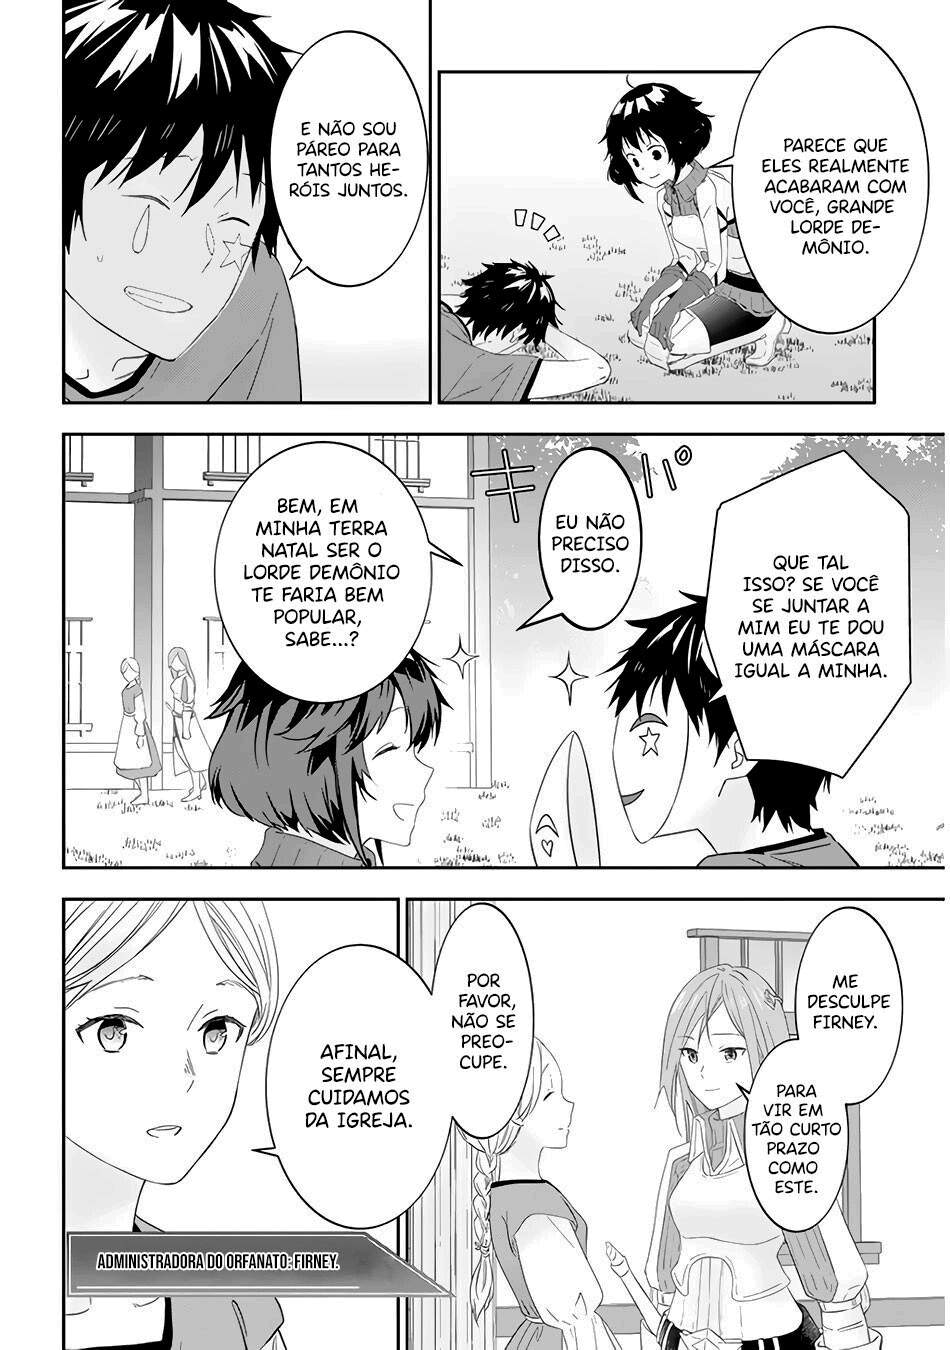 PARECE QUE
ELES REALMENTE
ACABARAM COM
VOCÊ, GRANDE
LORDE DE-
MÔNIO.
E NÃO SOU
PÁREO PARA
TANTOS HE-
RÓIS JUNTOS.
QUE TAL
ISSO? SE VOCÊ
SE JUNTAR A
MIM EU TE DOU
UMA MÁSCARA
IGUAL A MINHA.
EU NÃO
PRECISO
DISSO.
BEM, EM
MINHA TERRA
NATAL SER O
LORDE DEMÔNIO
TE FARIA BEM
POPULAR,
SABE...?
ME
DESCULPE
FIRNEY.
PARA
VIR EM
TÃO CURTO
PRAZO
COMO
ESTE.
POR
FAVOR,
NÃO SE
PREO-
CUPE.
AFINAL,
SEMPRE
CUIDAMOS
DA IGREJA.
ADMINISTRADORA DO ORFANATO: FIRNEY.